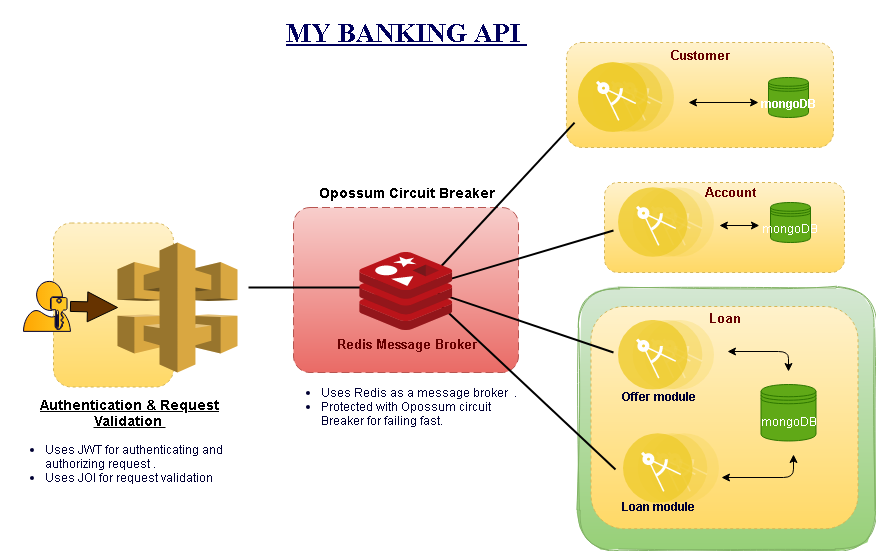 MY BANKING API
Customer
mongoDB
Opossum Circuit Breaker
Account
mongoDB
Redis Message Broker
Loan
Offer module
mongoDB
Loan module
Authentication & Request
Validation
Uses JWT for authenticating and
authorizing request .
Uses JOI for request validation
Uses Redis as a message broker .
Protected with Opossum circuit
Breaker for failing fast.